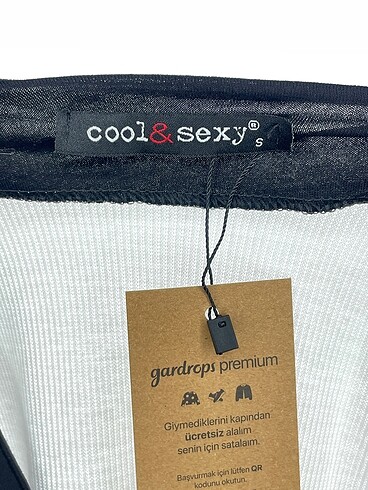 cool & sexy®
S
gardrops premium
Giymediklerini kapından
ücretsiz alalım
senin için satalım.
Başvurmak için lütfen QR
kodunu okutun.